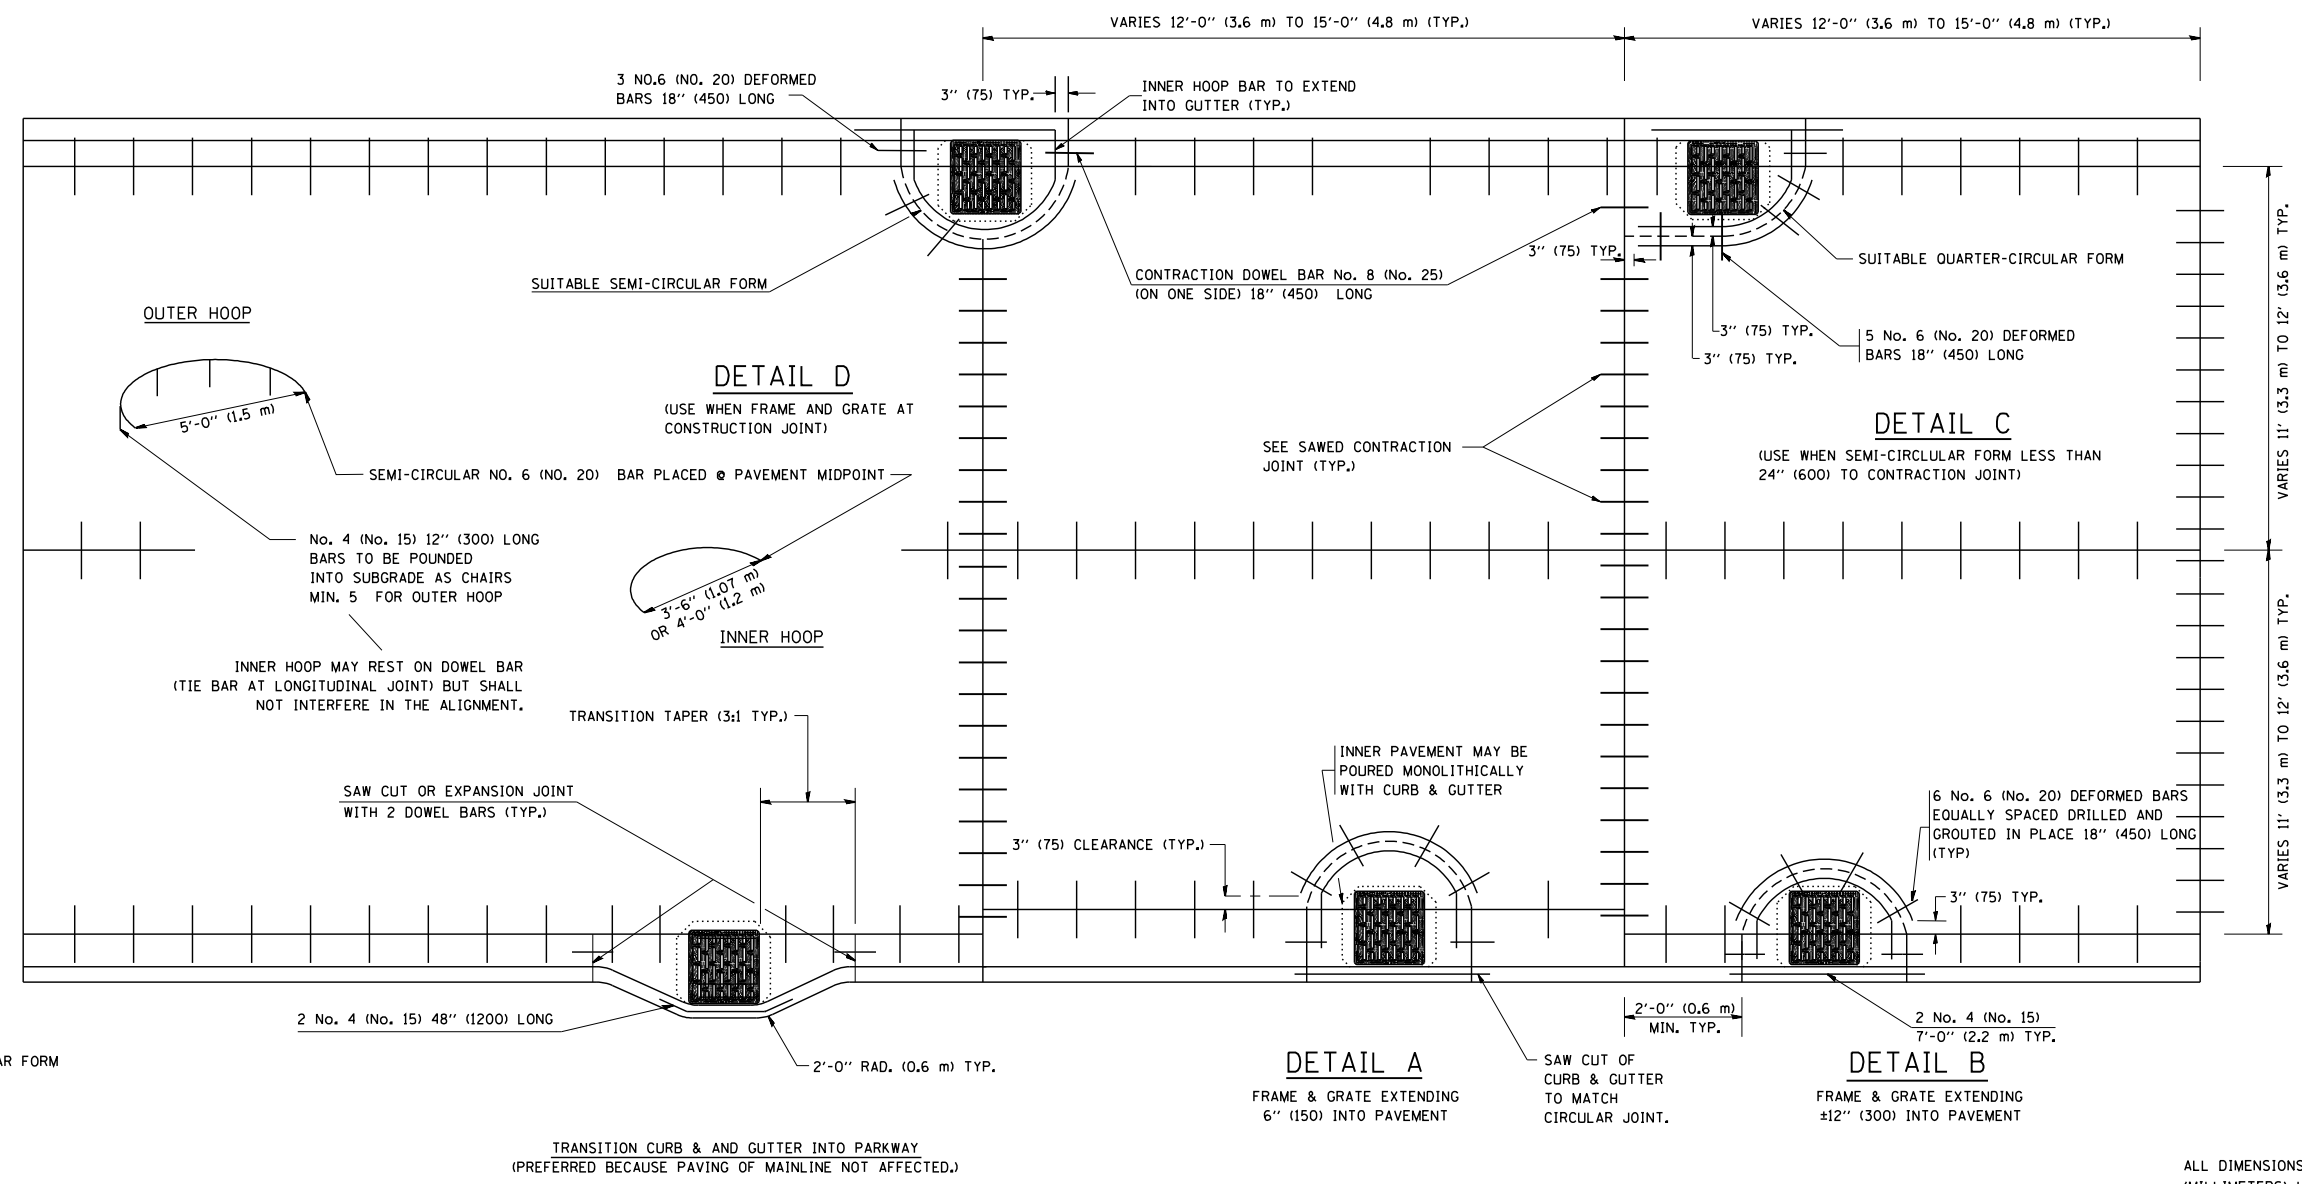 VARIES 12'-0" (3.6 m) TO 15'-0" (4.8 m) (TYP.)
VARIES 12'-0" (3.6 m) TO 15'-0" (4.8 m) (TYP.)
3 NO.6 (NO. 20) DEFORMED
BARS 18" (450) LONG
3" (75) TYP.
INNER HOOP BAR TO EXTEND
INTO GUTTER (TYP.)
SUITABLE SEMI-CIRCULAR FORM
CONTRACTION DOWEL BAR No. 8 (No. 25)
(ON ONE SIDE) 18" (450) LONG
3" (75) TYP.
SUITABLE QUARTER-CIRCULAR FORM
3" (75) TYP.
3" (75) TYP.
5 No. 6 (No. 20) DEFORMED
BARS 18" (450) LONG
VARIES 11' (3.3 m) TO 12' (3.6 m) TYP.
OUTER HOOP
5'-0" (1.5 m)
DETAIL D
(USE WHEN FRAME AND GRATE AT
CONSTRUCTION JOINT)
SEMI-CIRCULAR NO. 6 (NO. 20) BAR PLACED @ PAVEMENT MIDPOINT
SEE SAWED CONTRACTION
JOINT (TYP.)
DETAIL C
(USE WHEN SEMI-CIRCLULAR FORM LESS THAN
24" (600) TO CONTRACTION JOINT)
No. 4 (No. 15) 12" (300) LONG
BARS TO BE POUNDED
INTO SUBGRADE AS CHAIRS
MIN. 5 FOR OUTER HOOP
3'-6" (1.07 m)
OR 4'-0" (1.2 m)
INNER HOOP
INNER HOOP MAY REST ON DOWEL BAR
(TIE BAR AT LONGITUDINAL JOINT) BUT SHALL
NOT INTERFERE IN THE ALIGNMENT.
TRANSITION TAPER (3:1 TYP.)
SAW CUT OR EXPANSION JOINT
WITH 2 DOWEL BARS (TYP.)
INNER PAVEMENT MAY BE
POURED MONOLITHICALLY
WITH CURB & GUTTER
3" (75) CLEARANCE (TYP.)
6 No. 6 (No. 20) DEFORMED BARS
EQUALLY SPACED DRILLED AND
GROUTED IN PLACE 18" (450) LONG
(TYP)
3" (75) TYP.
VARIES 11' (3.3 m) TO 12' (3.6 m) TYP.
2 No. 4 (No. 15) 48" (1200) LONG
2'-0" RAD. (0.6 m) TYP.
2'-0" (0.6 m)
MIN. TYP.
2 No. 4 (No. 15)
7'-0" (2.2 m) TYP.
AR FORM
DETAIL A
FRAME & GRATE EXTENDING
6" (150) INTO PAVEMENT
SAW CUT OF
CURB & GUTTER
TO MATCH
CIRCULAR JOINT.
DETAIL B
FRAME & GRATE EXTENDING
±12" (300) INTO PAVEMENT
TRANSITION CURB & AND GUTTER INTO PARKWAY
(PREFERRED BECAUSE PAVING OF MAINLINE NOT AFFECTED.)
ALL DIMENSIONS